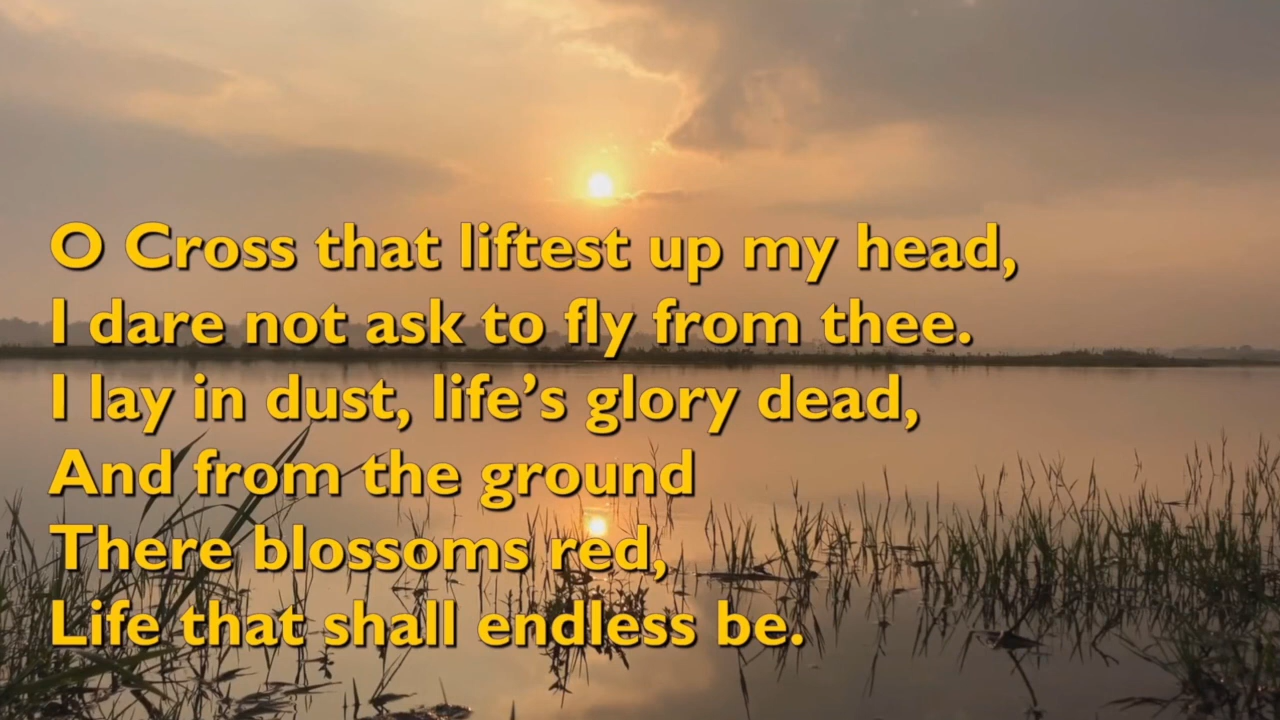 O Cross that liftest up my head,
I dare not ask to fly from thee.
I lay in dust, life’s glory dead,
And from the ground
There blossoms red,
Life that shall endless be.